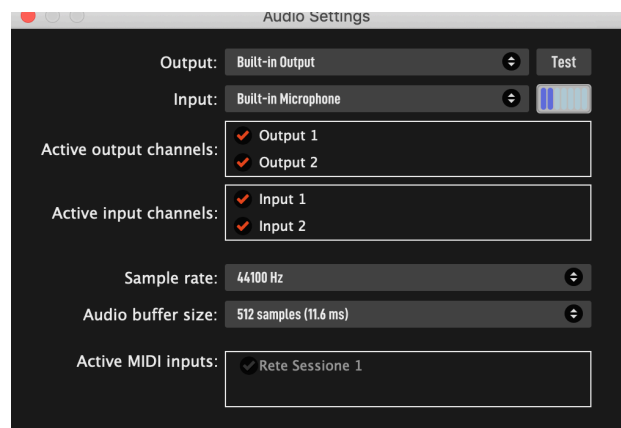 Audio Settings
Output: Built-in Output Test
Input: Built-in Microphone
Active output channels:
Output 1
Output 2
Active input channels:
Input 1
Input 2
Sample rate: 44100 Hz
Audio buffer size: 512 samples (11.6 ms)
Active MIDI inputs: Rete Sessione 1